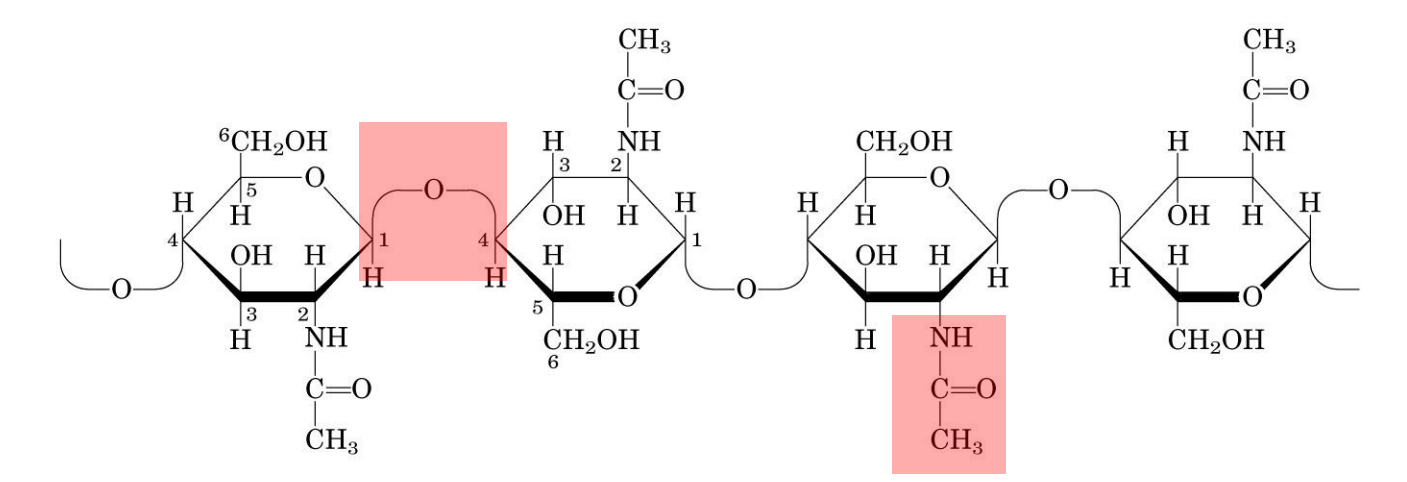 CH₃ CH₃
C=O C=O
⁶CH₂OH H NH CH₂OH H NH
5 O O 3 2 O O
H H OH H H H H OH H H
4 OH H 1 4 H 1 OH H H
O H H O H H O
3 2 5 O O
H NH CH₂OH H NH CH₂OH
6
C=O C=O
CH₃ CH₃